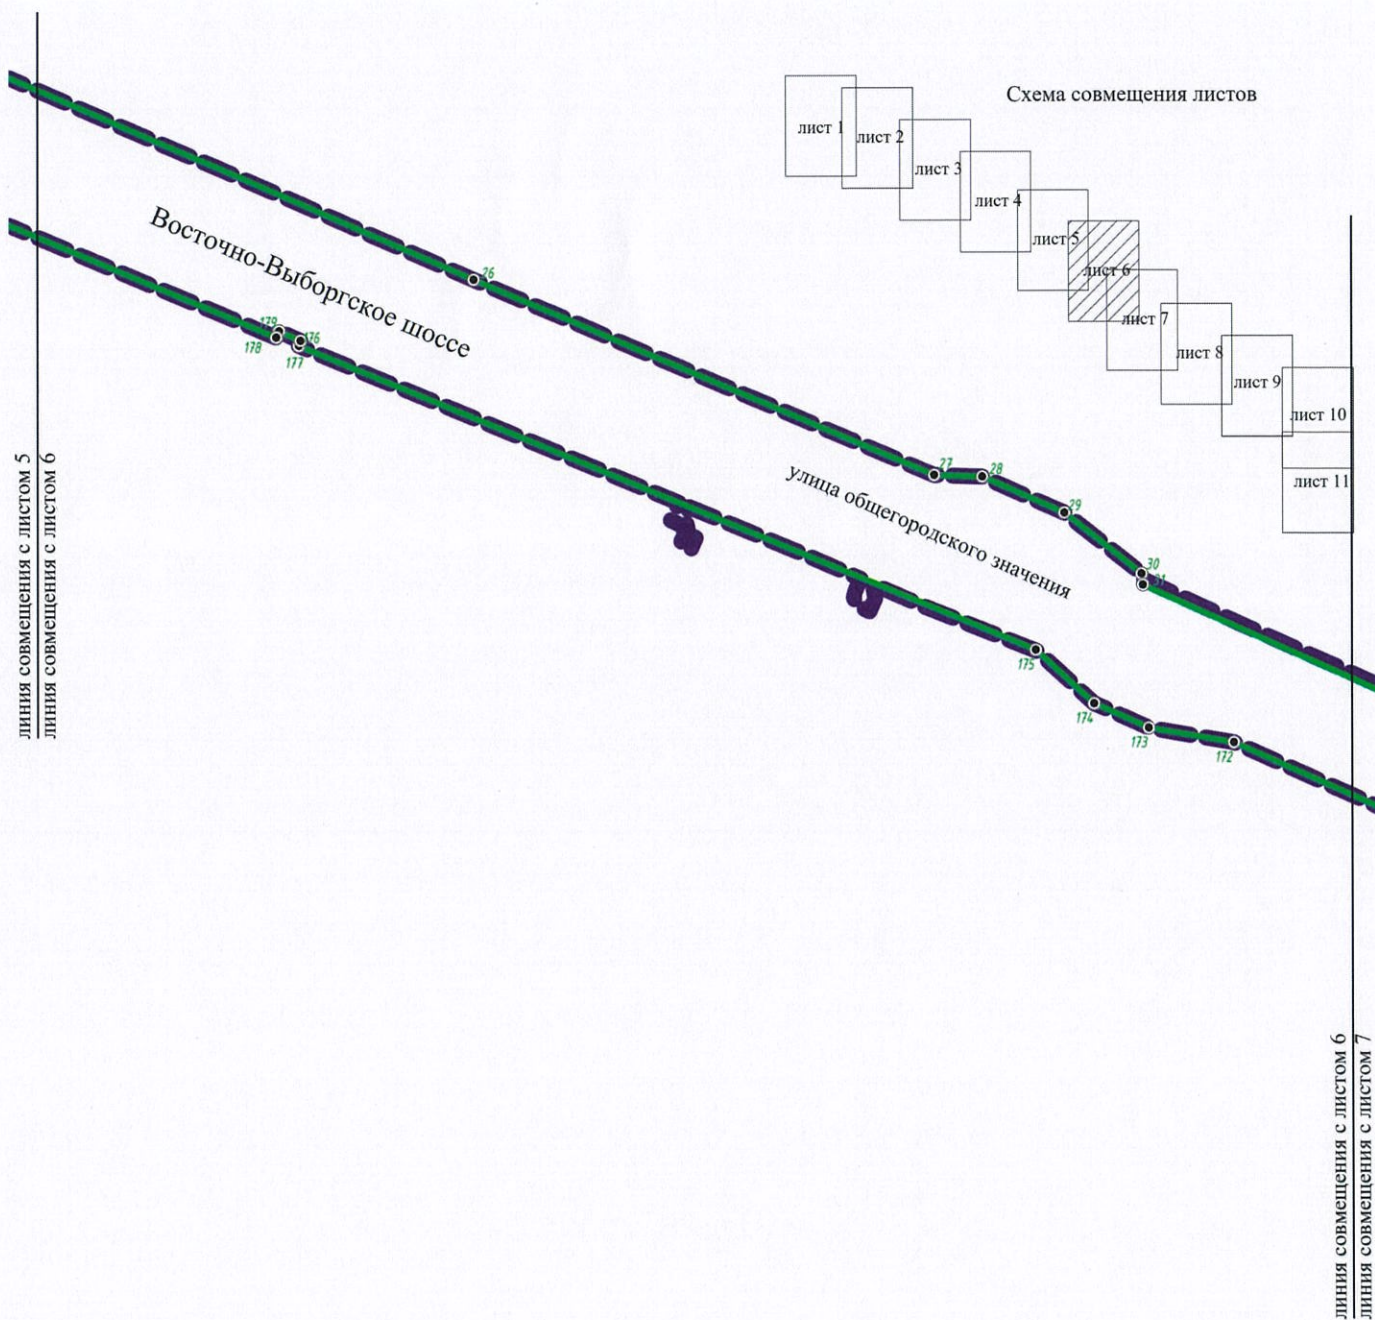 Схема совмещения листов
лист 1
лист 2
лист 3
лист 4
лист 5
лист 6
лист 7
лист 8
лист 9
лист 10
лист 11
Восточно-Выборгское шоссе
улица общегородского значения
26
27
28
29
30
31
179
176
178
177
175
174
173
172
линия совмещения с листом 5
линия совмещения с листом 6
линия совмещения с листом 6
линия совмещения с листом 7